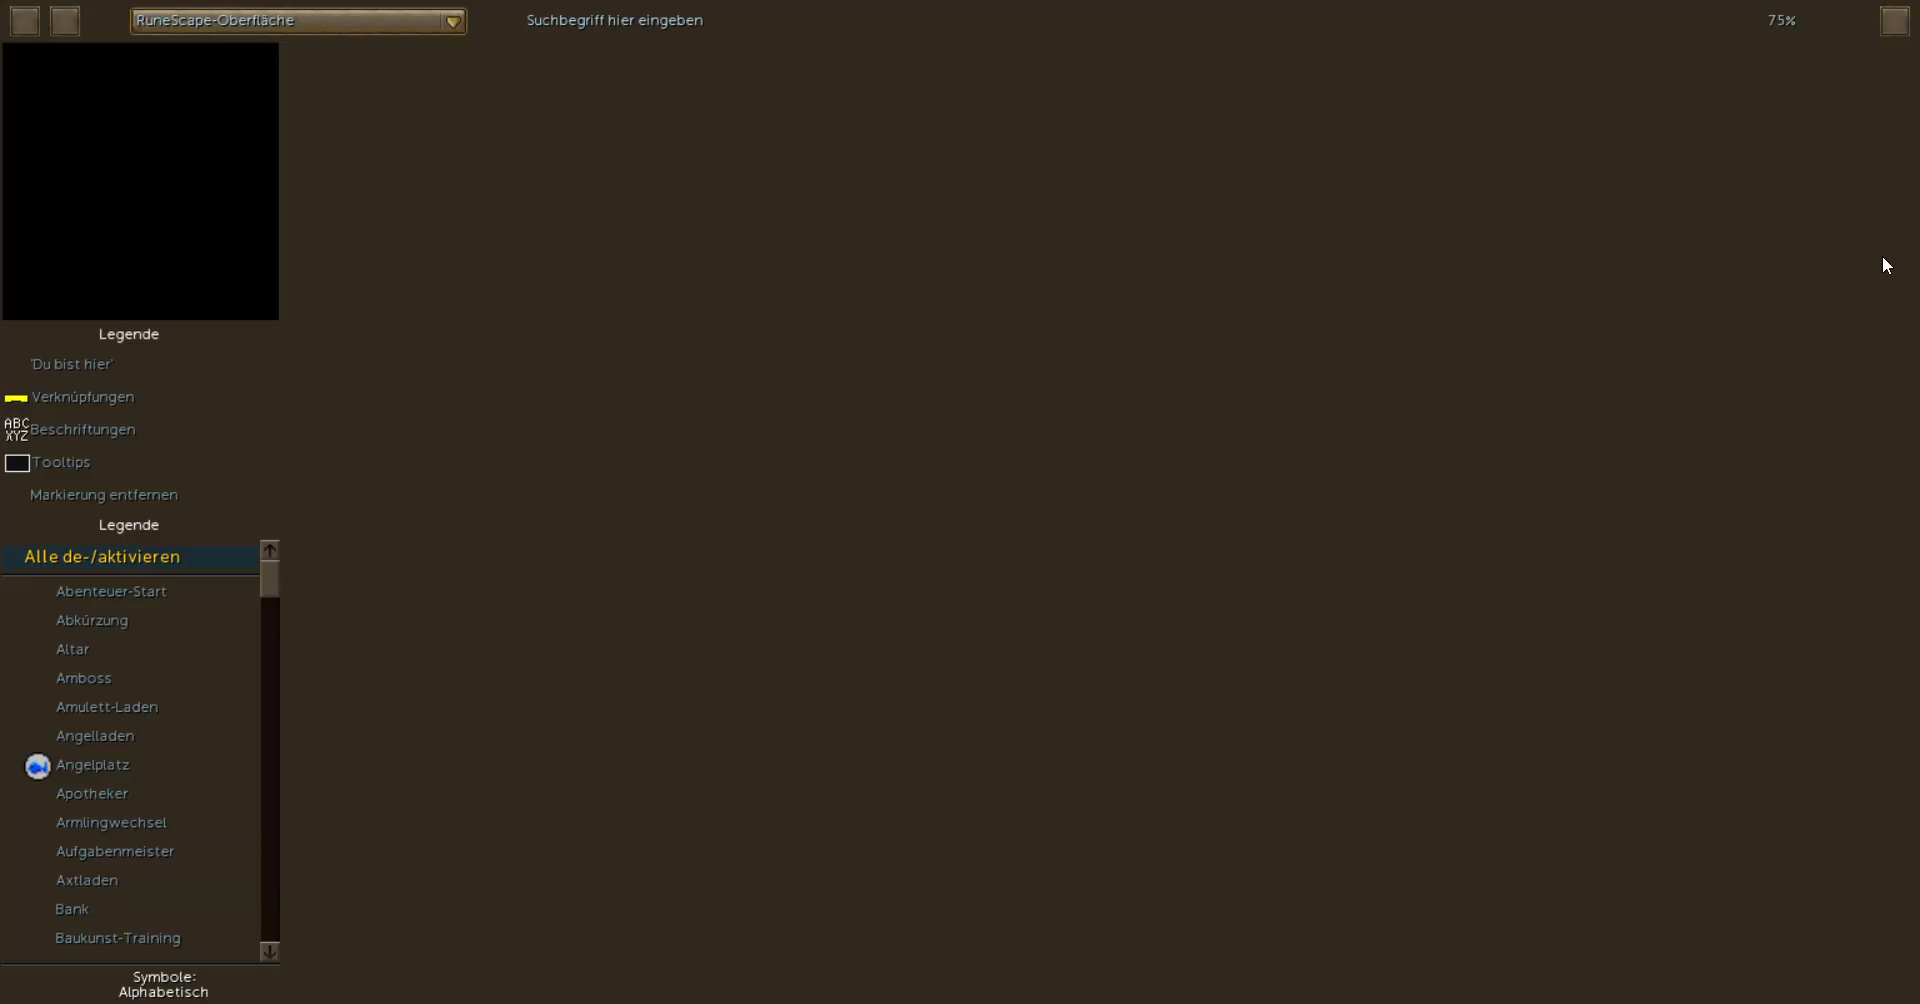 RuneScape-Oberfläche
Suchbegriff hier eingeben
75%
Legende
'Du bist hier'
Verknüpfungen
ABC
XYZ
Beschriftungen
Tooltips
Markierung entfernen
Legende
Alle de-/aktivieren
Abenteuer-Start
Abkürzung
Altar
Amboss
Amulett-Laden
Angelladen
Angelplatz
Apotheker
Armlingwechsel
Aufgabenmeister
Axtladen
Bank
Baukunst-Training
Symbole:
Alphabetisch